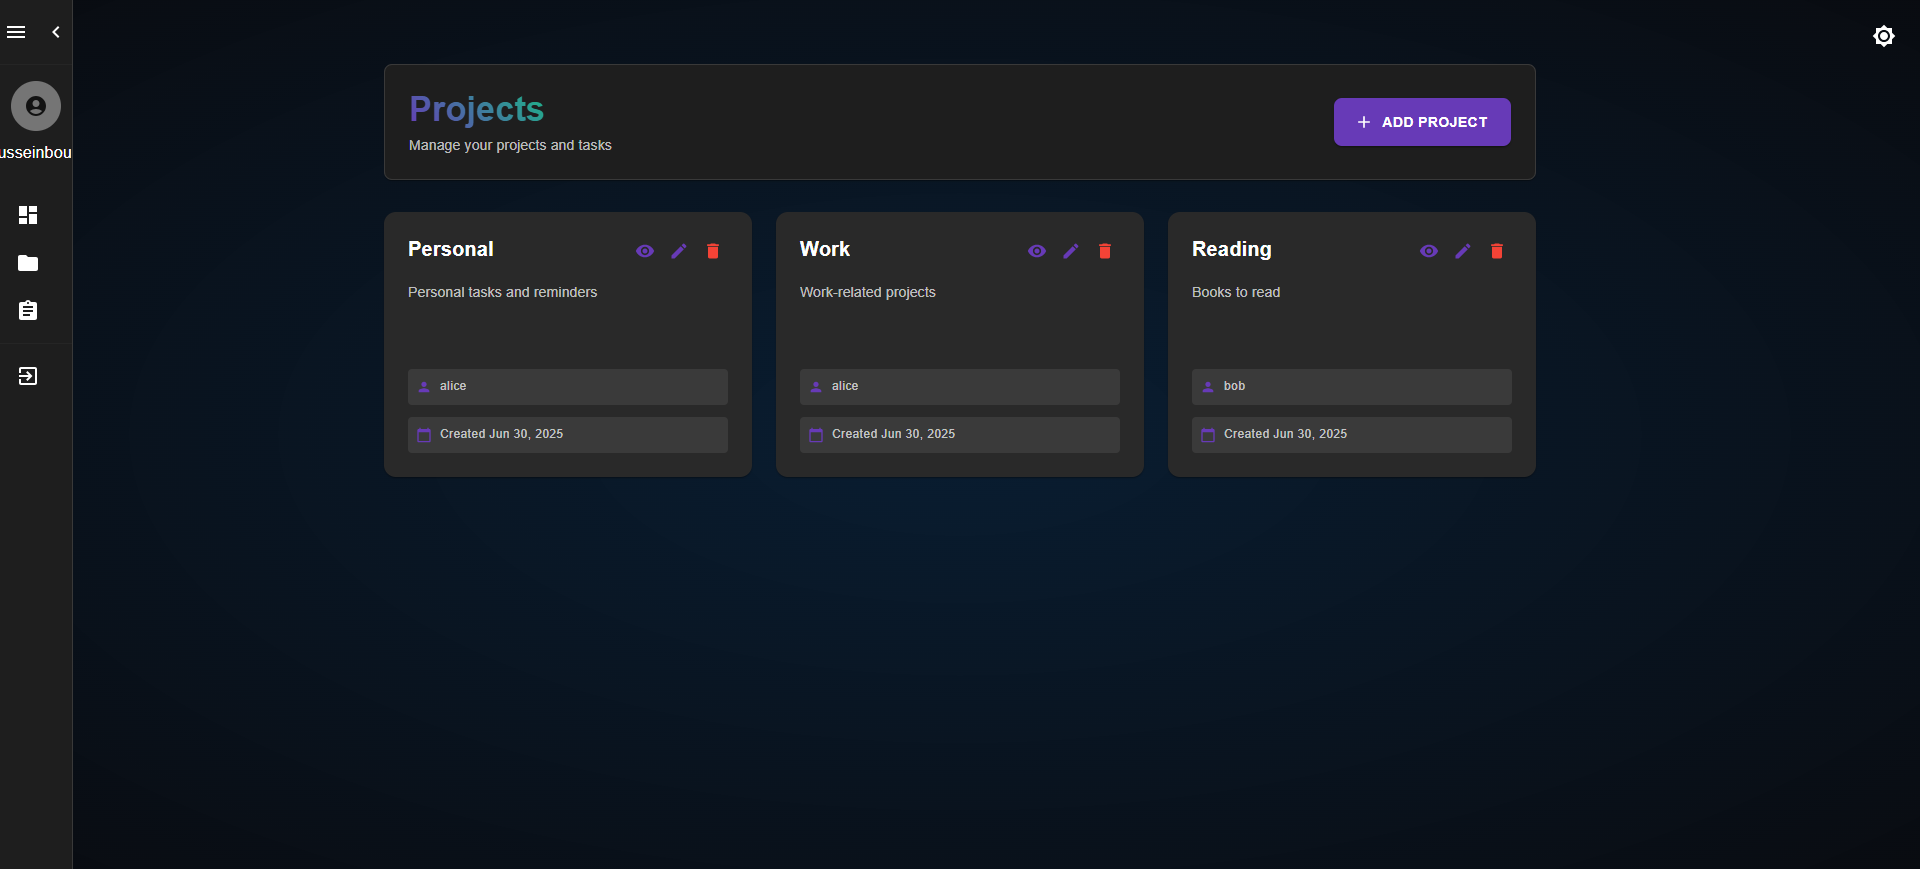 usseinbou
Projects
Manage your projects and tasks
ADD PROJECT
Personal
Personal tasks and reminders
alice
Created Jun 30, 2025
Work
Work-related projects
alice
Created Jun 30, 2025
Reading
Books to read
bob
Created Jun 30, 2025